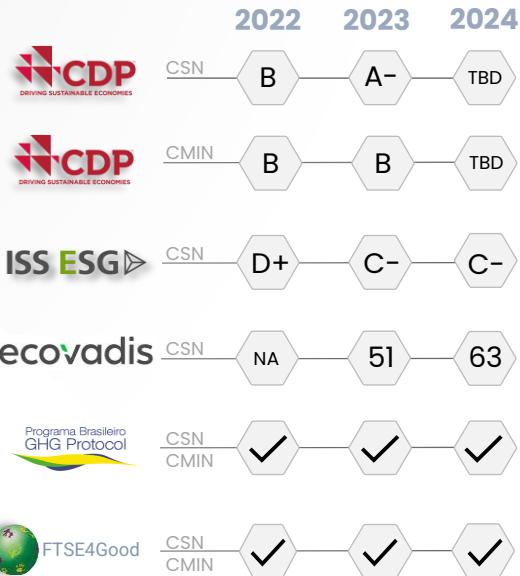 2022 2023 2024
CDP CSN B A- TBD
DRIVING SUSTAINABLE ECONOMIES
CDP CMIN B B TBD
DRIVING SUSTAINABLE ECONOMIES
ISS ESG CSN D+ C- C-
ecovadis CSN NA 51 63
Programa Brasileiro
GHG Protocol CSN
CMIN
FTSE4Good CSN
CMIN